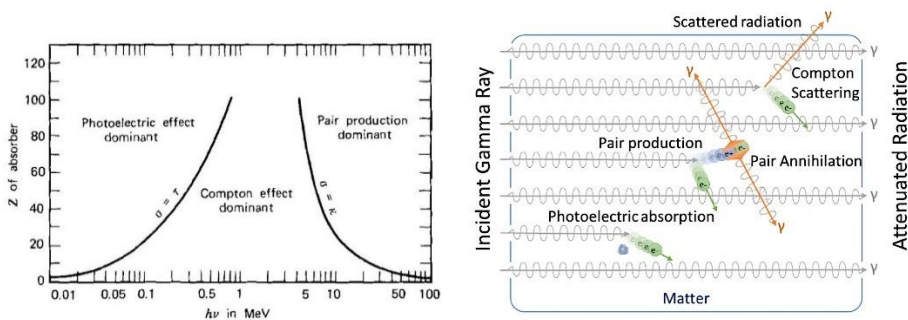 120
100
80
60
40
20
0
Z of absorber
Photoelectric effect
dominant
Pair production
dominant
Compton effect
dominant
σ = τ
σ = κ
0.01
0.05
0.1
0.5
1
5
10
50
100
hν in MeV
Scattered radiation
γ
γ
Compton
Scattering
γ
e-
γ
Pair production
e+
e-
Pair Annihilation
e-
γ
Photoelectric absorption
γ
e-
γ
Matter
Incident Gamma Ray
Attenuated Radiation